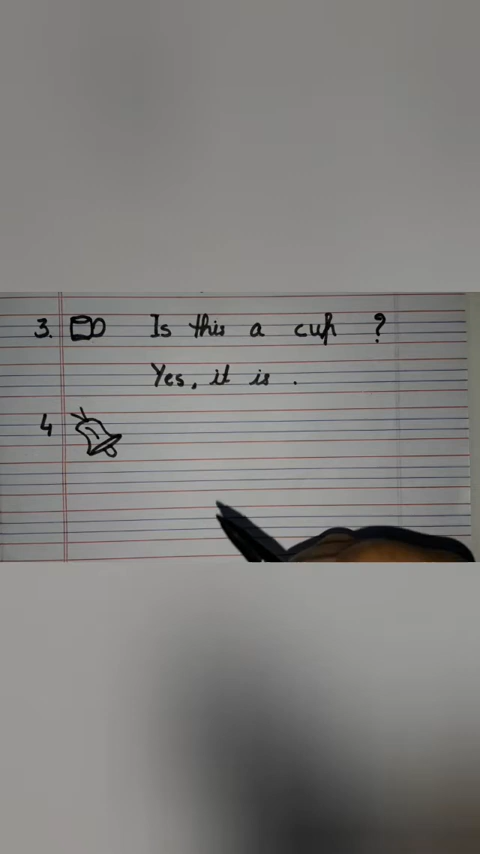 3. Is this a cup ?
Yes, it is .
4